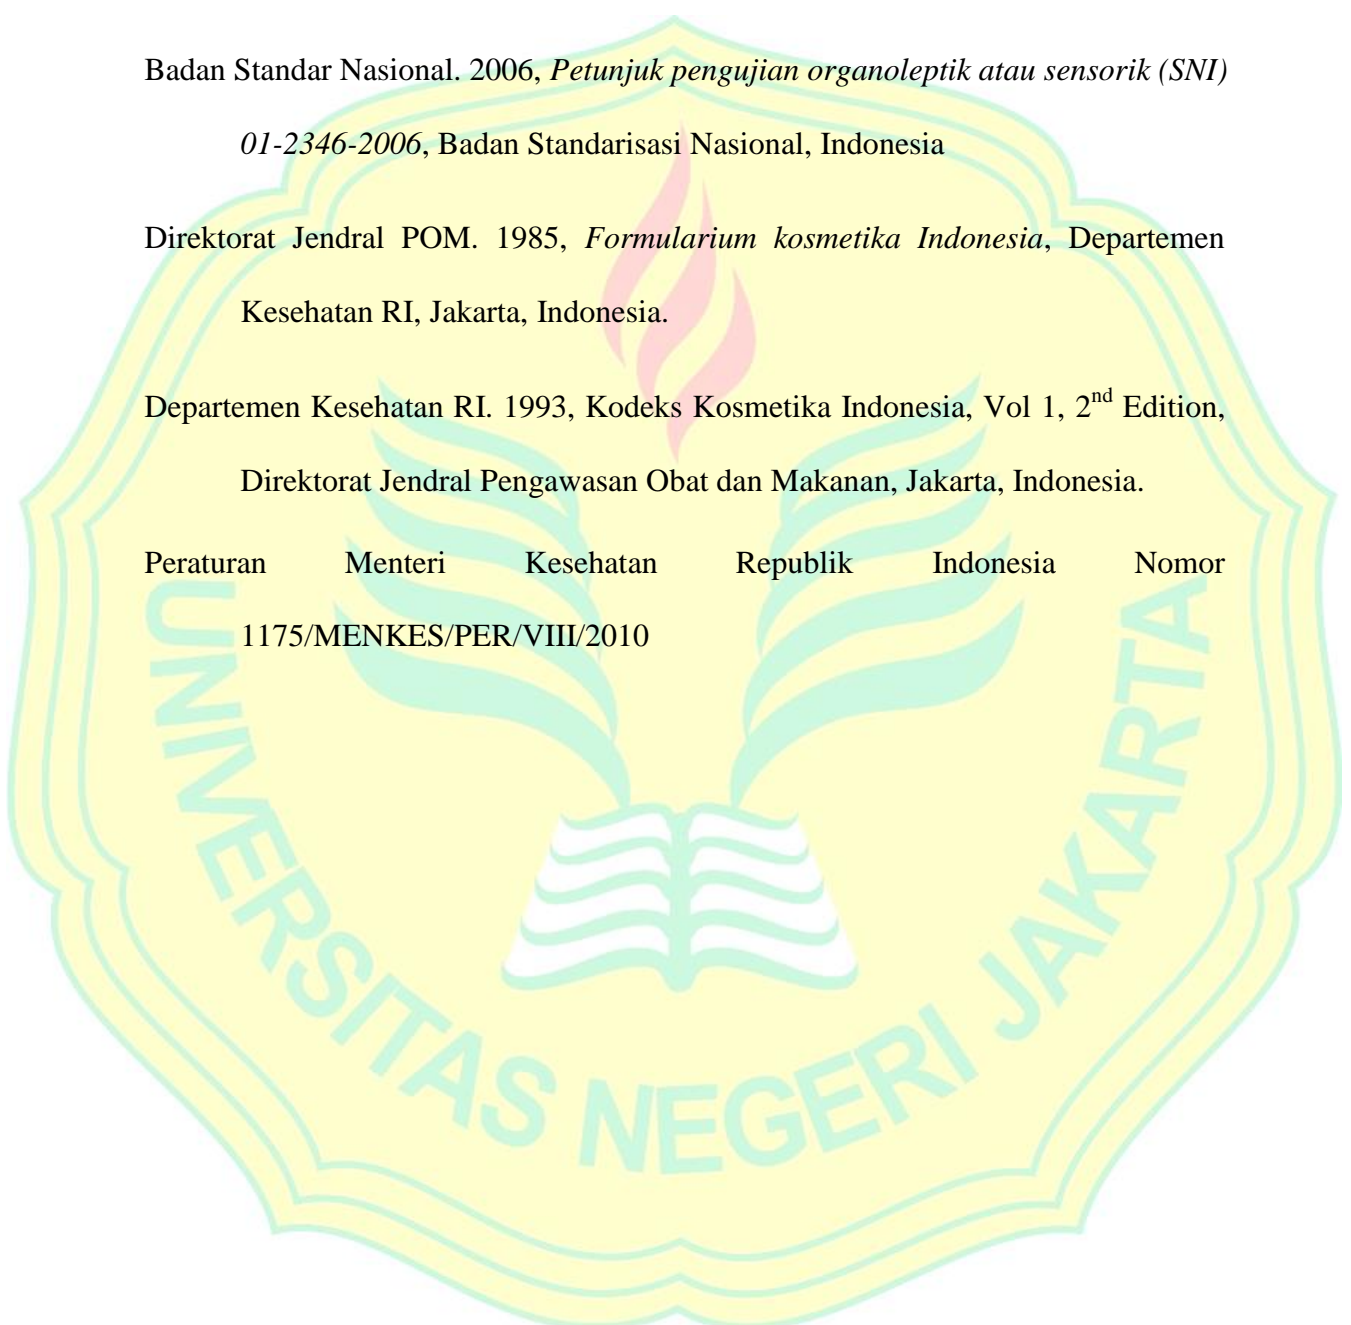 Badan Standar Nasional. 2006, Petunjuk pengujian organoleptik atau sensorik (SNI)
01-2346-2006, Badan Standarisasi Nasional, Indonesia
Direktorat Jendral POM. 1985, Formularium kosmetika Indonesia, Departemen
Kesehatan RI, Jakarta, Indonesia.
Departemen Kesehatan RI. 1993, Kodeks Kosmetika Indonesia, Vol 1, 2nd Edition,
Direktorat Jendral Pengawasan Obat dan Makanan, Jakarta, Indonesia.
Peraturan Menteri Kesehatan Republik Indonesia Nomor
1175/MENKES/PER/VIII/2010
UNIVERSITAS NEGERI JAKARTA